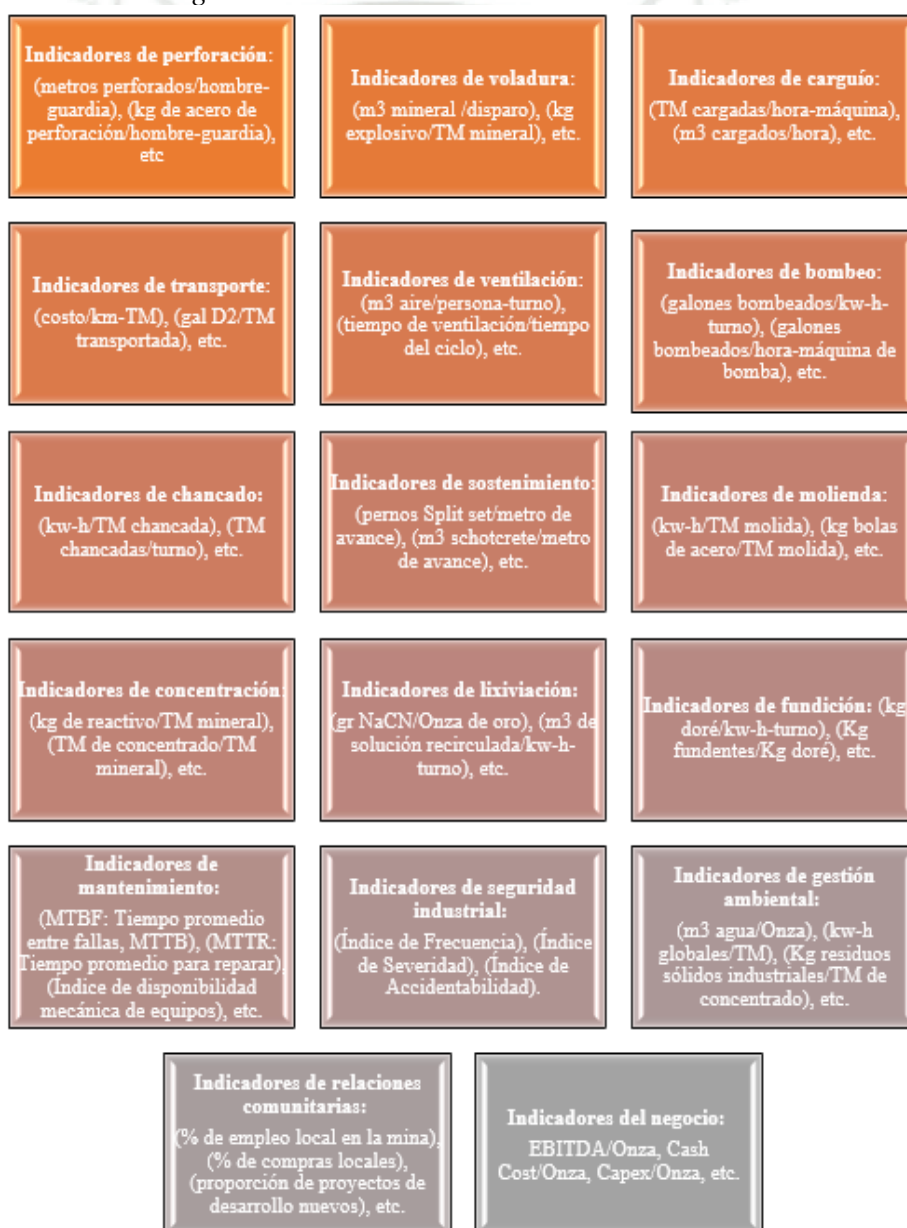 Indicadores de perforación:
(metros perforados/hombre-
guardia), (kg de acero de
perforación/hombre-guardia),
etc
Indicadores de voladura:
(m3 mineral /disparo), (kg
explosivo/TM mineral), etc.
Indicadores de carguío:
(TM cargadas/hora-máquina),
(m3 cargados/hora), etc.
Indicadores de transporte:
(costo/km-TM), (gal D2/TM
transportada), etc.
Indicadores de ventilación:
(m3 aire/persona-turno),
(tiempo de ventilación/tiempo
del ciclo), etc.
Indicadores de bombeo:
(galones bombeados/kw-h-
turno), (galones
bombeados/hora-máquina de
bomba), etc.
Indicadores de chancado:
(kw-h/TM chancada), (TM
chancadas/turno), etc.
Indicadores de sostenimiento:
(pernos Split set/metro de
avance), (m3 schotcrete/metro
de avance), etc.
Indicadores de molienda:
(kw-h/TM molida), (kg bolas
de acero/TM molida), etc.
Indicadores de concentración:
(kg de reactivo/TM mineral),
(TM de concentrado/TM
mineral), etc.
Indicadores de lixiviación:
(gr NaCN/Onza de oro), (m3 de
solución recirculada/kw-h-
turno), etc.
Indicadores de fundición: (kg
doré/kw-h-turno), (Kg
fundentes/Kg doré), etc.
Indicadores de
mantenimiento:
(MTBF: Tiempo promedio
entre fallas, MTTB), (MTTR:
Tiempo promedio para reparar),
(Índice de disponibilidad
mecánica de equipos), etc.
Indicadores de seguridad
industrial:
(Índice de Frecuencia), (Índice
de Severidad), (Índice de
Accidentabilidad).
Indicadores de gestión
ambiental:
(m3 agua/Onza), (kw-h
globales/TM), (Kg residuos
sólidos industriales/TM de
concentrado), etc.
Indicadores de relaciones
comunitarias:
(% de empleo local en la mina),
(% de compras locales),
(proporción de proyectos de
desarrollo nuevos), etc.
Indicadores del negocio:
EBITDA/Onza, Cash
Cost/Onza, Capex/Onza, etc.